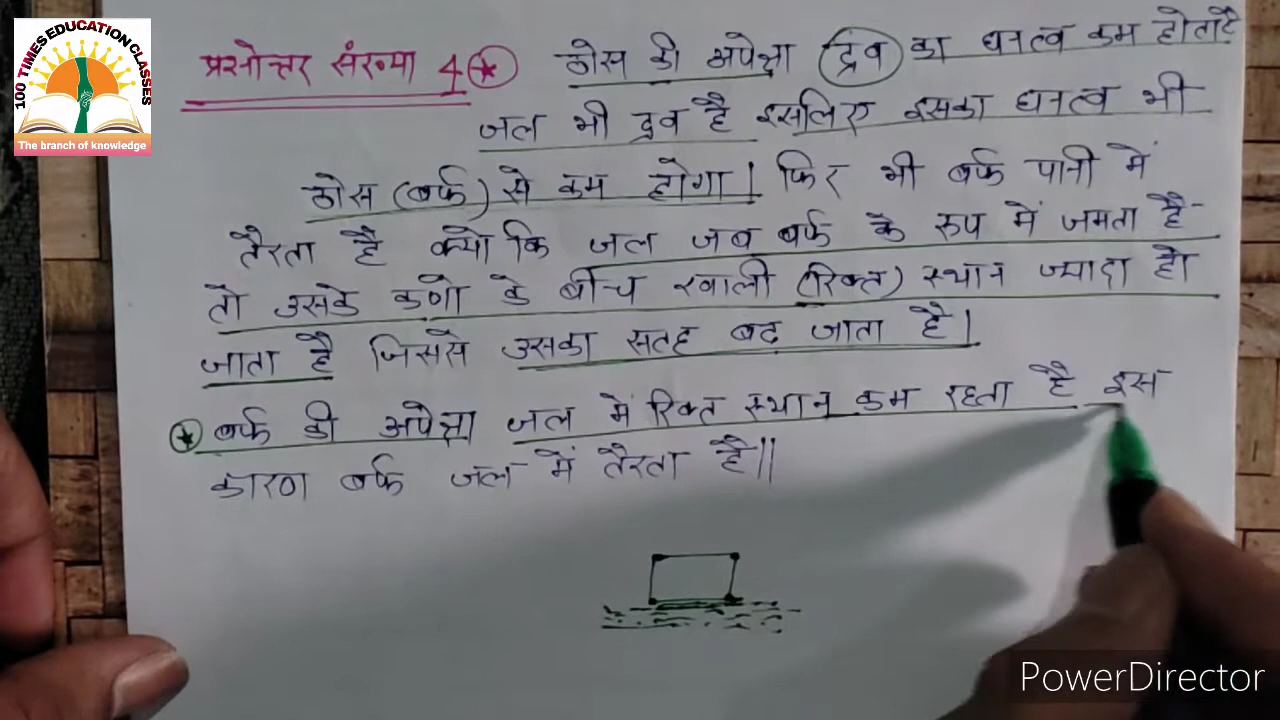 100 TIMES EDUCATION CLASSES
The branch of knowledge
प्रसोत्तर संख्या 4 ठोस की अपेक्षा द्रव का घनत्व कम होता है
जल भी द्रव है इसलिए इसका घनत्व भी
ठोस (बर्फ) से कम होगा। फिर भी बर्फ पानी में
तैरता है क्यो कि जल जब बर्फ के रुप में जमता है
तो उसके कणो के बीच खाली (रिक्त) स्थान ज्यादा हो
जाता है जिससे उसका सतह बढ़ जाता है।
बर्फ की अपेक्षा जल में रिक्त स्थान कम रहता है इस
कारण बर्फ जल में तैरता है॥
PowerDirector